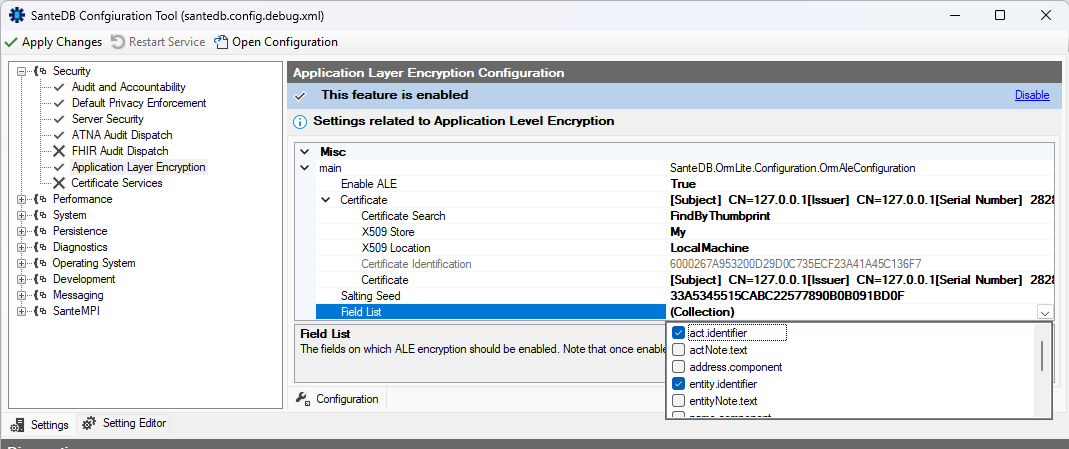 SanteDB Confgiuration Tool (santedb.config.debug.xml)
Apply Changes Restart Service Open Configuration
Security
Audit and Accountability
Default Privacy Enforcement
Server Security
ATNA Audit Dispatch
FHIR Audit Dispatch
Application Layer Encryption
Certificate Services
Performance
System
Persistence
Diagnostics
Operating System
Development
Messaging
SanteMPI
Application Layer Encryption Configuration
This feature is enabled Disable
Settings related to Application Level Encryption
Misc
main SanteDB.OrmLite.Configuration.OrmAleConfiguration
Enable ALE True
Certificate [Subject] CN=127.0.0.1[Issuer] CN=127.0.0.1[Serial Number] 2828
Certificate Search FindByThumbprint
X509 Store My
X509 Location LocalMachine
Certificate Identification 6000267A953200D29D0C735ECF23A41A45C136F7
Certificate [Subject] CN=127.0.0.1[Issuer] CN=127.0.0.1[Serial Number] 2828
Salting Seed 33A5345515CABC22577890B0B091BD0F
Field List (Collection)
Field List
The fields on which ALE encryption should be enabled. Note that once enable
act.identifier
actNote.text
address.component
entity.identifier
entityNote.text
Configuration
Settings Setting Editor